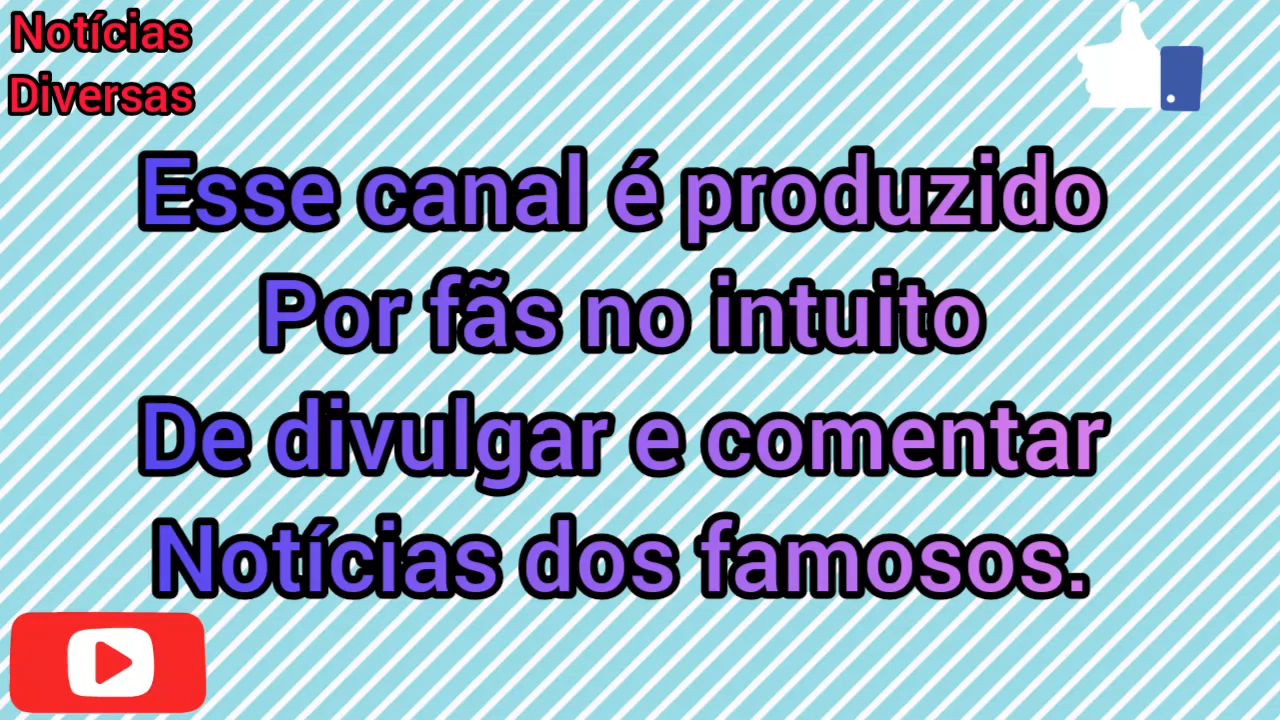 Notícias
Diversas
Esse canal é produzido
Por fãs no intuito
De divulgar e comentar
Notícias dos famosos.